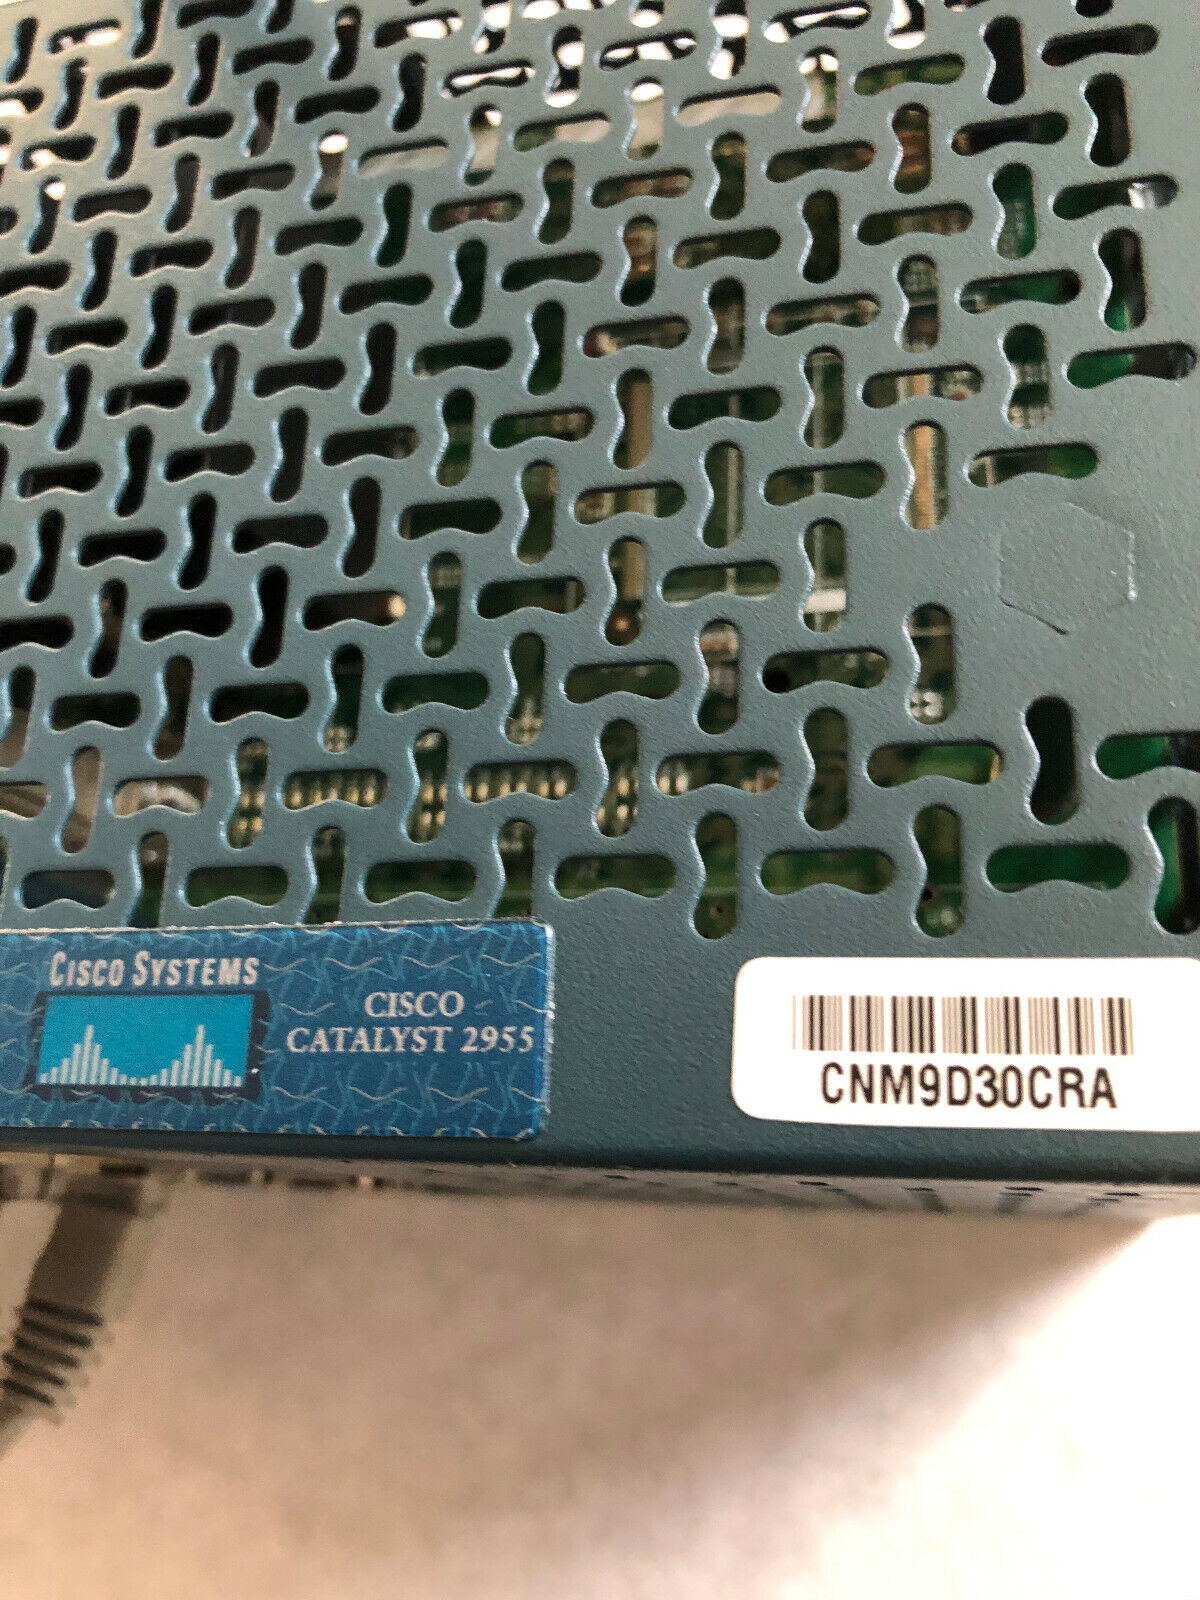 CISCO SYSTEMS
CISCO
CATALYST 2955
CNM9D30CRA